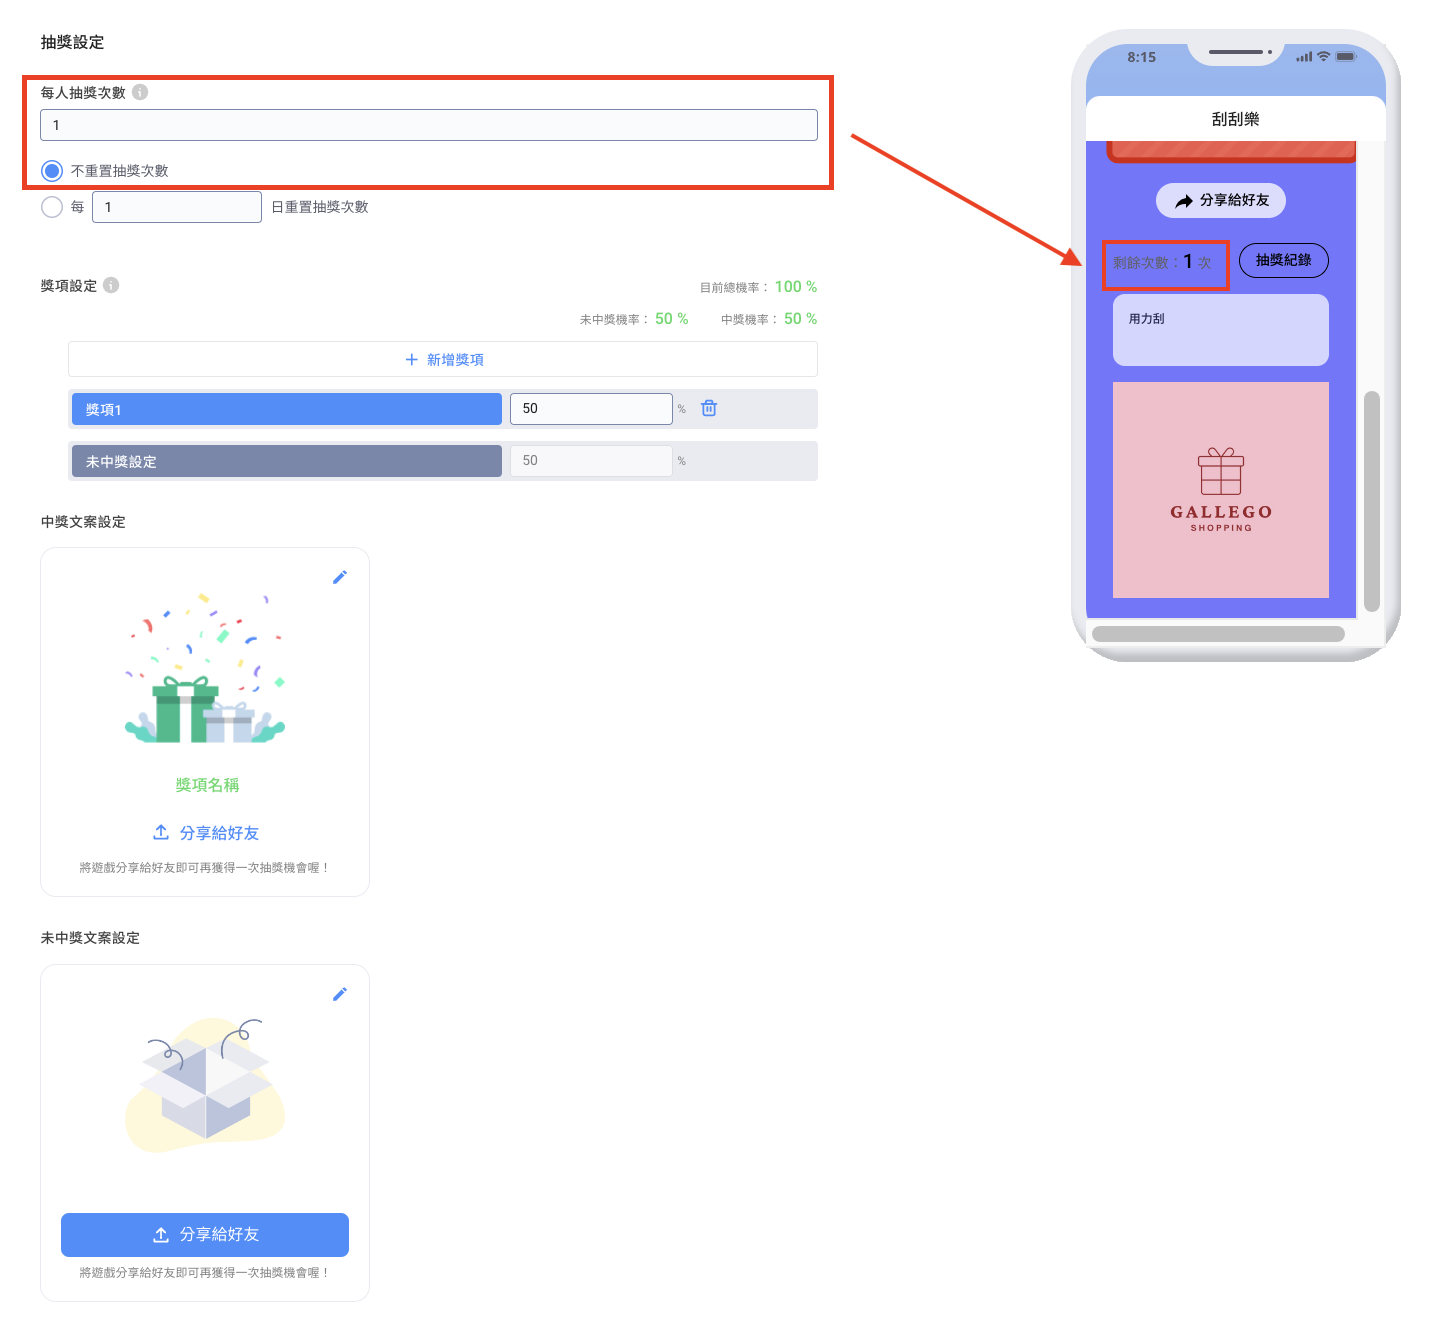 抽獎設定
每人抽獎次數
1
不重置抽獎次數
每 1 日重置抽獎次數
獎項設定
目前總機率： 100 %
未中獎機率： 50 % 中獎機率： 50 %
+ 新增獎項
獎項1 50 %
未中獎設定 50 %
中獎文案設定
獎項名稱
分享給好友
將遊戲分享給好友即可再獲得一次抽獎機會喔！
未中獎文案設定
分享給好友
將遊戲分享給好友即可再獲得一次抽獎機會喔！
8:15
刮刮樂
分享給好友
剩餘次數：1 次 抽獎紀錄
用力刮
GALLEGO
SHOPPING